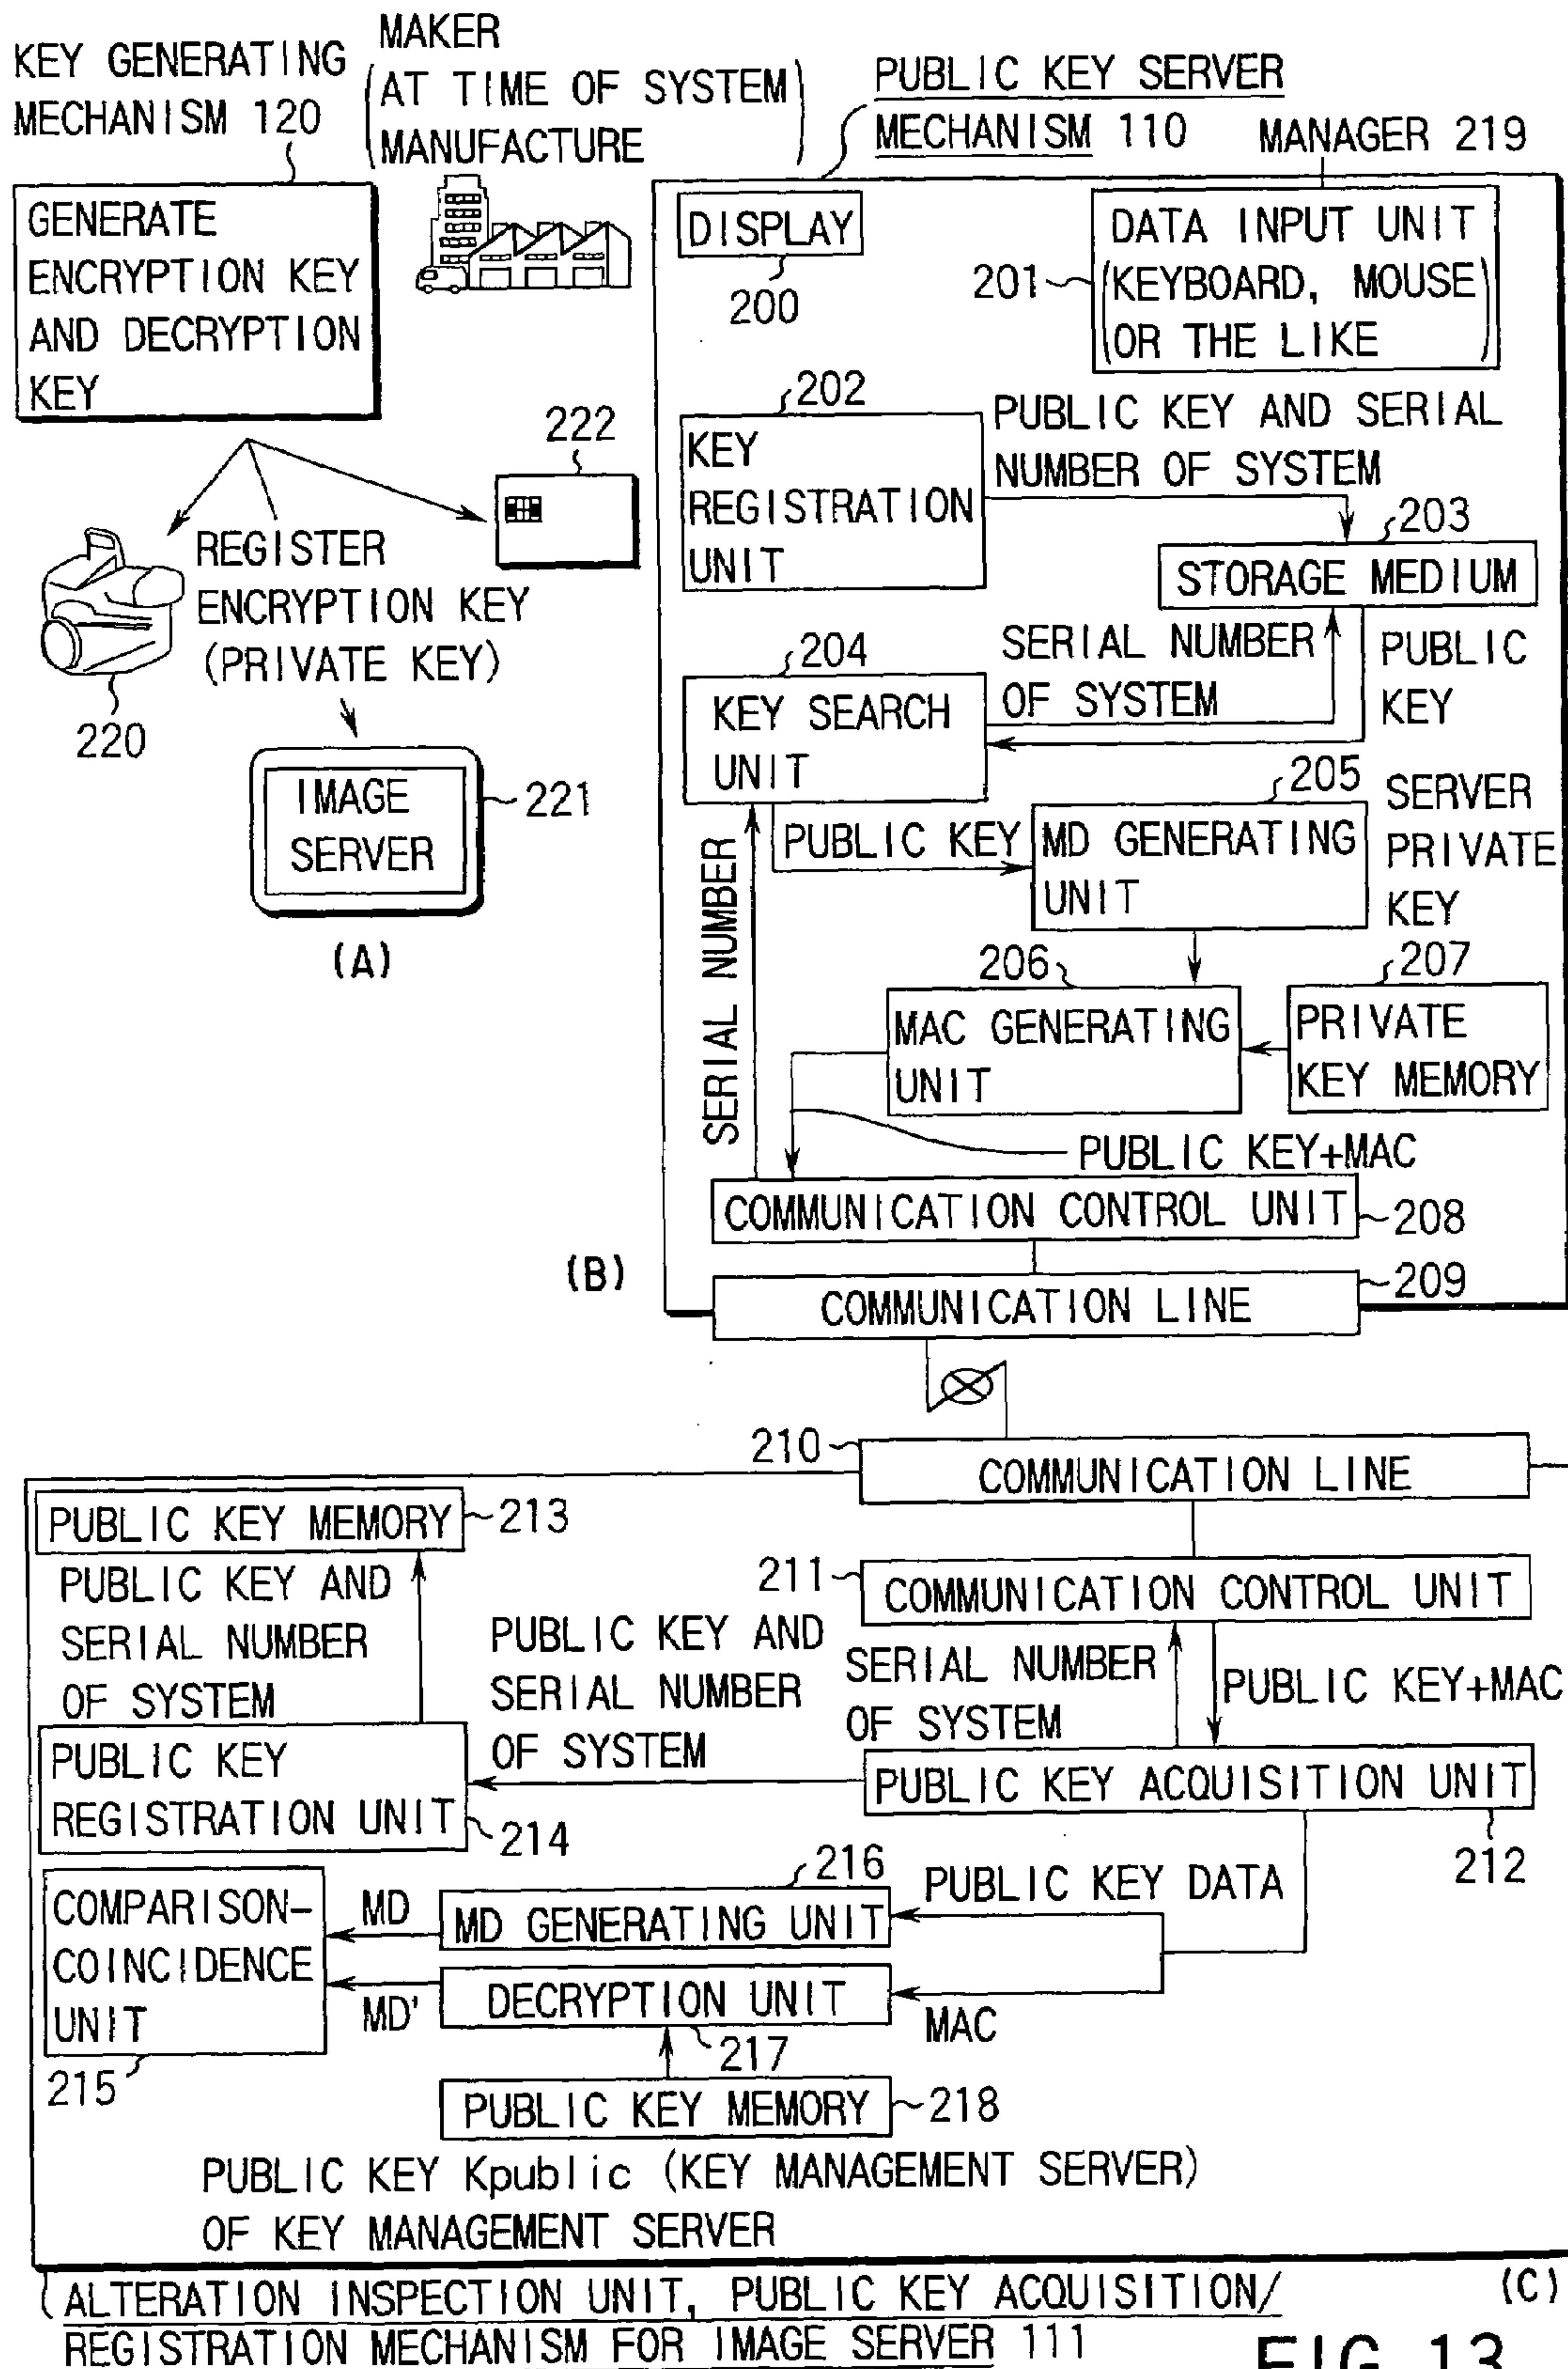 KEY GENERATING
MECHANISM 120
MAKER
(AT TIME OF SYSTEM
MANUFACTURE)
GENERATE
ENCRYPTION KEY
AND DECRYPTION
KEY
222
REGISTER
ENCRYPTION KEY
(PRIVATE KEY)
220
IMAGE
SERVER
221
(A)
PUBLIC KEY SERVER
MECHANISM 110
MANAGER 219
DISPLAY
200
201
DATA INPUT UNIT
(KEYBOARD, MOUSE
OR THE LIKE)
202
KEY
REGISTRATION
UNIT
PUBLIC KEY AND SERIAL
NUMBER OF SYSTEM
203
STORAGE MEDIUM
204
KEY SEARCH
UNIT
SERIAL NUMBER
OF SYSTEM
PUBLIC
KEY
SERIAL NUMBER
PUBLIC KEY
205
MD GENERATING
UNIT
SERVER
PRIVATE
KEY
206
MAC GENERATING
UNIT
207
PRIVATE
KEY MEMORY
PUBLIC KEY+MAC
COMMUNICATION CONTROL UNIT
208
(B)
COMMUNICATION LINE
209
210
COMMUNICATION LINE
PUBLIC KEY MEMORY
213
211
COMMUNICATION CONTROL UNIT
PUBLIC KEY AND
SERIAL NUMBER
OF SYSTEM
PUBLIC KEY AND
SERIAL NUMBER
OF SYSTEM
SERIAL NUMBER
OF SYSTEM
PUBLIC KEY+MAC
PUBLIC KEY
REGISTRATION UNIT
214
PUBLIC KEY ACQUISITION UNIT
212
COMPARISON-
COINCIDENCE
UNIT
215
MD
MD'
216
MD GENERATING UNIT
PUBLIC KEY DATA
DECRYPTION UNIT
217
MAC
PUBLIC KEY MEMORY
218
PUBLIC KEY Kpublic (KEY MANAGEMENT SERVER)
OF KEY MANAGEMENT SERVER
ALTERATION INSPECTION UNIT, PUBLIC KEY ACQUISITION/
REGISTRATION MECHANISM FOR IMAGE SERVER 111
(C)
FIG. 13